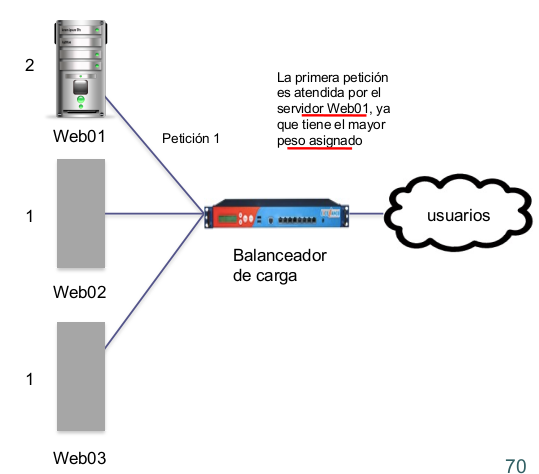 2
Web01
Petición 1
La primera petición
es atendida por el
servidor Web01, ya
que tiene el mayor
peso asignado
1
Web02
Balanceador
de carga
usuarios
1
Web03
70